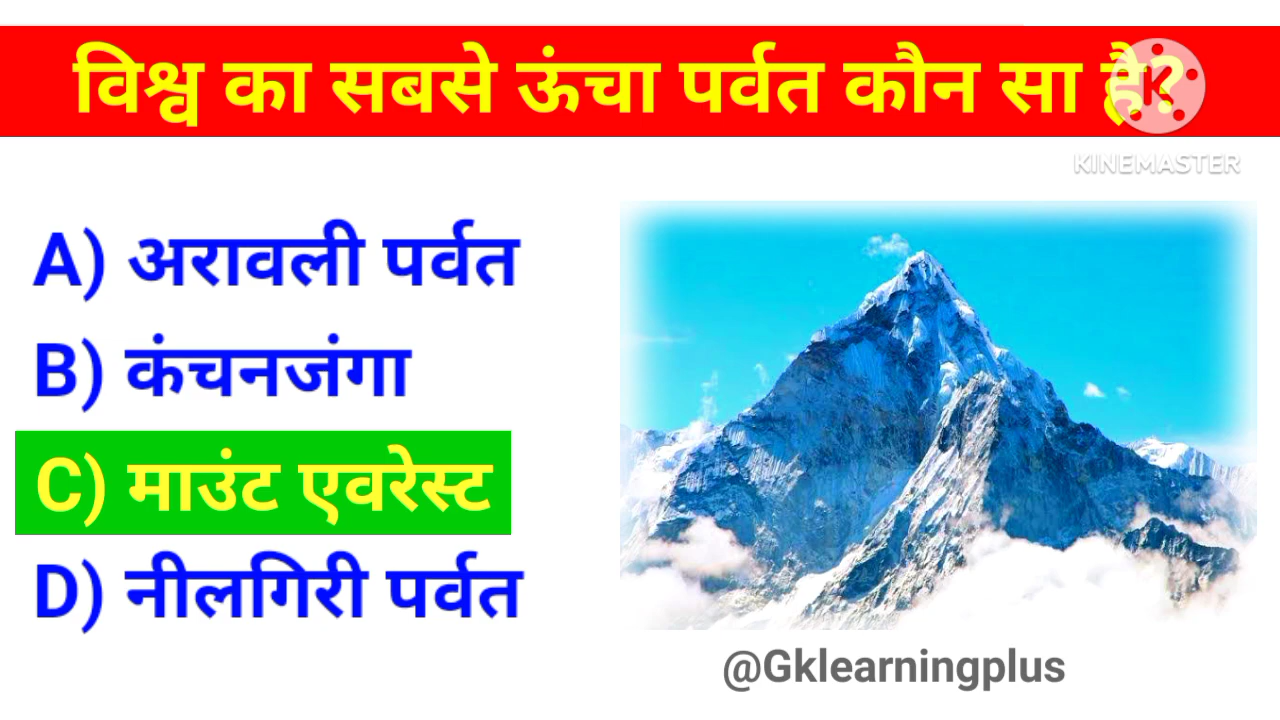 विश्व का सबसे ऊंचा पर्वत कौन सा है?
KINEMASTER
A) अरावली पर्वत
B) कंचनजंगा
C) माउंट एवरेस्ट
D) नीलगिरी पर्वत
@Gklearningplus